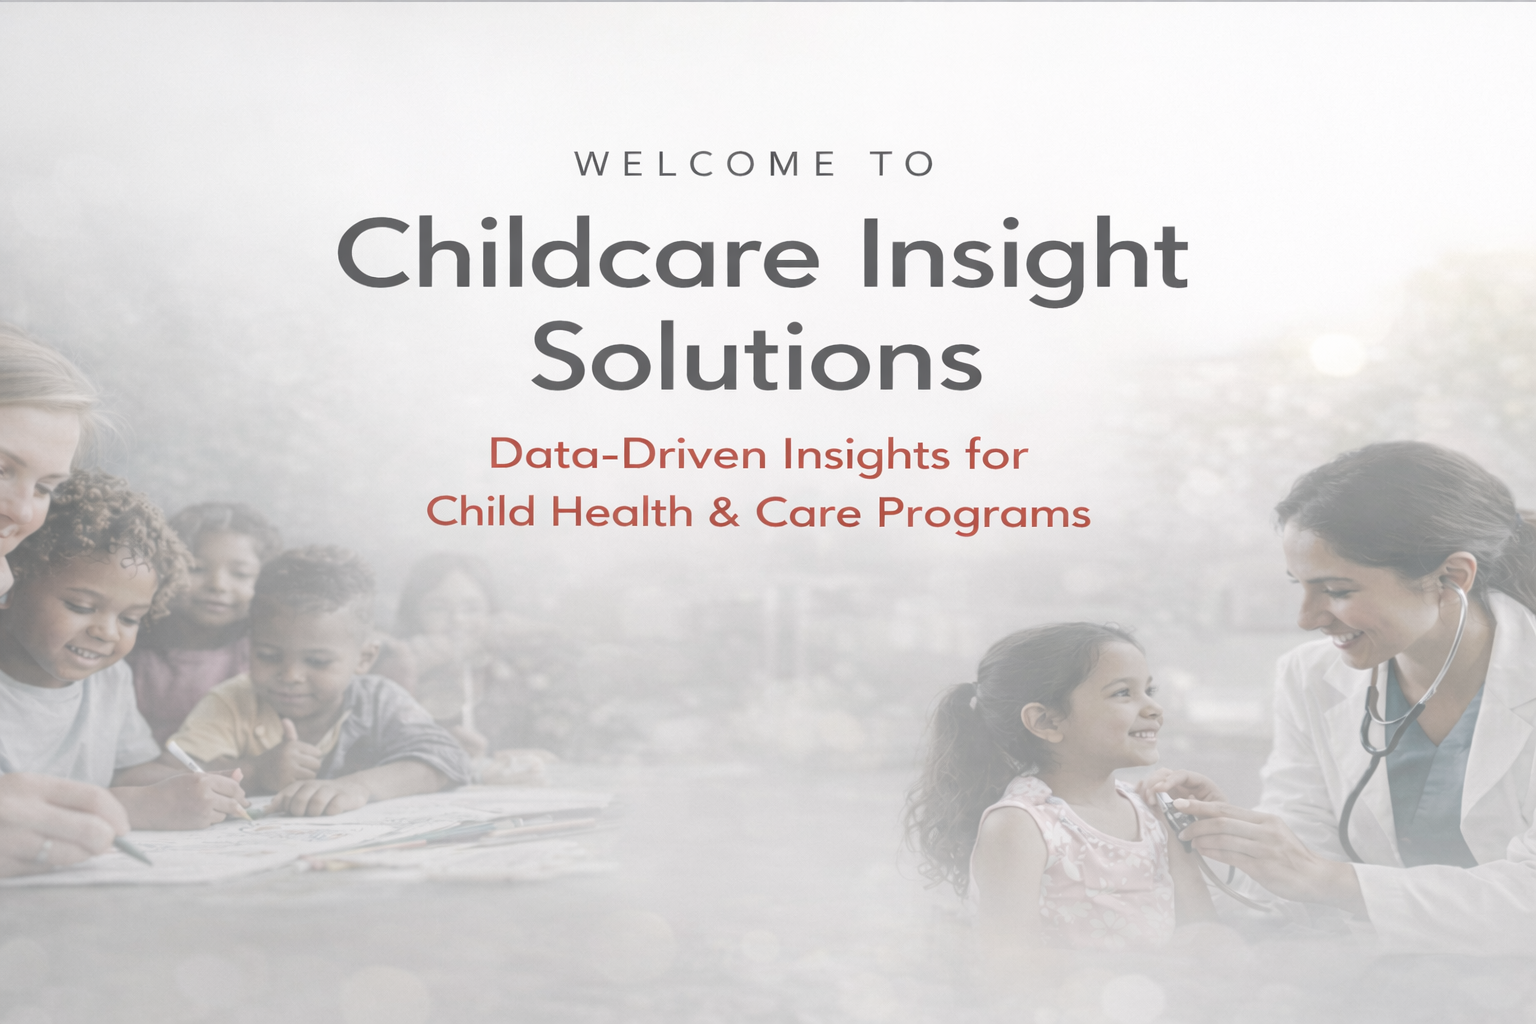 WELCOME TO
Childcare Insight
Solutions
Data-Driven Insights for
Child Health & Care Programs